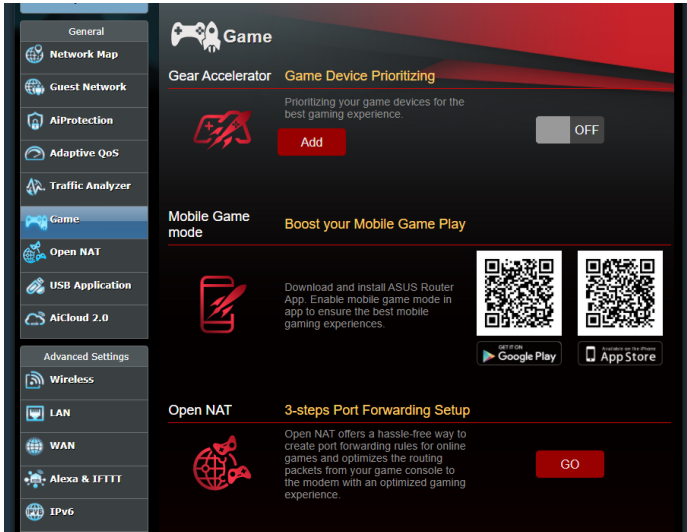 General
Network Map
Guest Network
AiProtection
Adaptive QoS
Traffic Analyzer
Game
Open NAT
USB Application
AiCloud 2.0
Advanced Settings
Wireless
LAN
WAN
Alexa & IFTTT
IPv6
Game
Gear Accelerator
Game Device Prioritizing
Prioritizing your game devices for the
best gaming experience.
Add
OFF
Mobile Game
mode
Boost your Mobile Game Play
Download and install ASUS Router
App. Enable mobile game mode in
app to ensure the best mobile
gaming experiences.
GET IT ON
Google Play
Available on the iPhone
App Store
Open NAT
3-steps Port Forwarding Setup
Open NAT offers a hassle-free way to
create port forwarding rules for online
games and optimizes the routing
packets from your game console to
the modem with an optimized gaming
experience.
GO